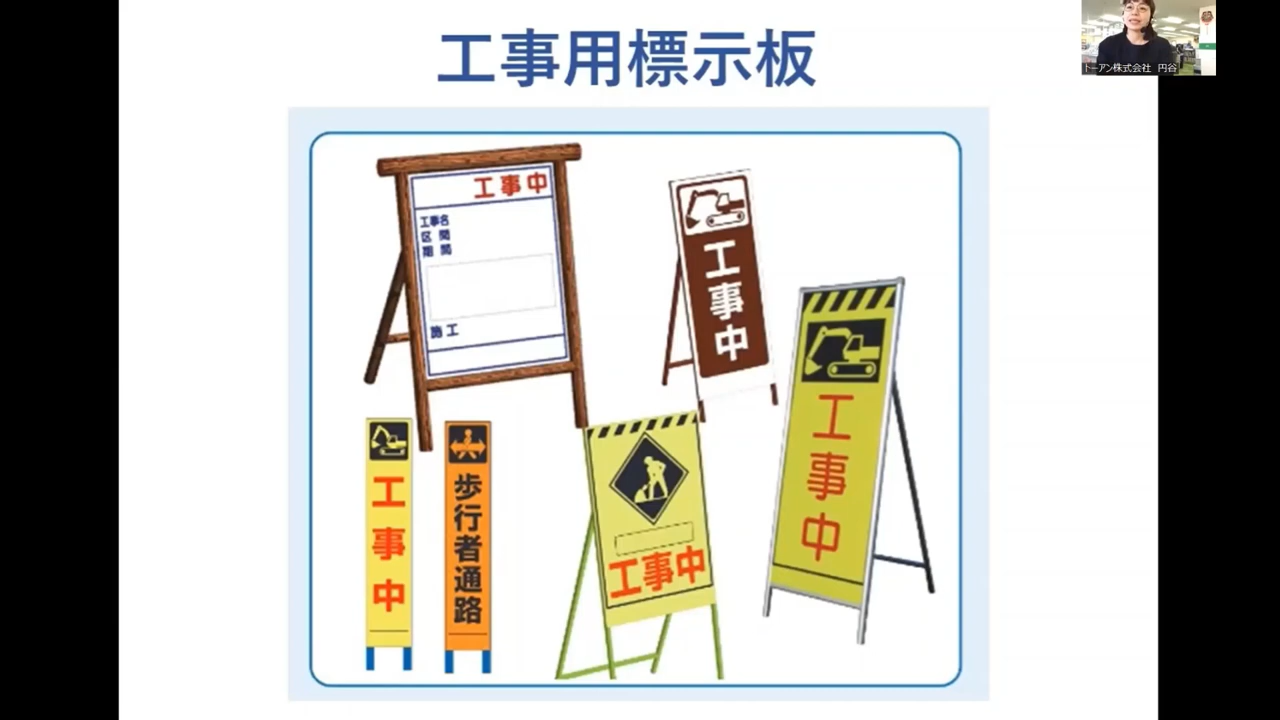 工事用標示板
トーアン株式会社 円谷
工事中
工事名
区間
期間
施工
工事中
工事中
工事中
歩行者通路
工事中